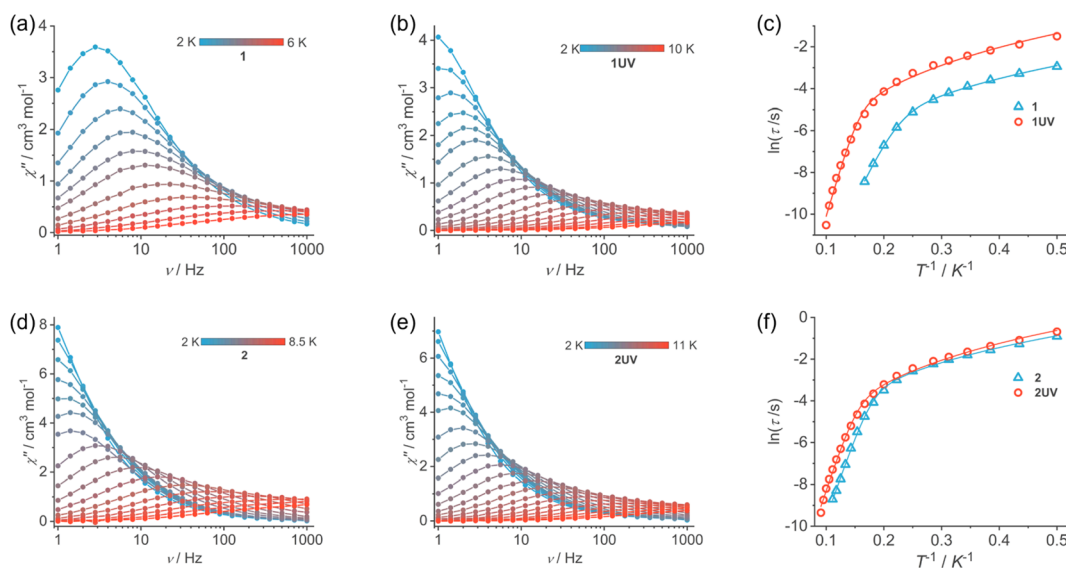 (a)
χ″ / cm³ mol⁻¹
4
3
2
1
0
2 K
6 K
1
1
10
100
1000
ν / Hz
(b)
χ″ / cm³ mol⁻¹
4
3
2
1
0
2 K
10 K
1UV
1
10
100
1000
ν / Hz
(c)
ln(τ /s)
-2
-4
-6
-8
-10
1
1UV
0.1
0.2
0.3
0.4
0.5
T⁻¹ / K⁻¹
(d)
χ″ / cm³ mol⁻¹
8
6
4
2
0
2 K
8.5 K
2
1
10
100
1000
ν / Hz
(e)
χ″ / cm³ mol⁻¹
6
4
2
0
2 K
11 K
2UV
1
10
100
1000
ν / Hz
(f)
ln(τ /s)
0
-2
-4
-6
-8
-10
2
2UV
0.1
0.2
0.3
0.4
0.5
T⁻¹ / K⁻¹